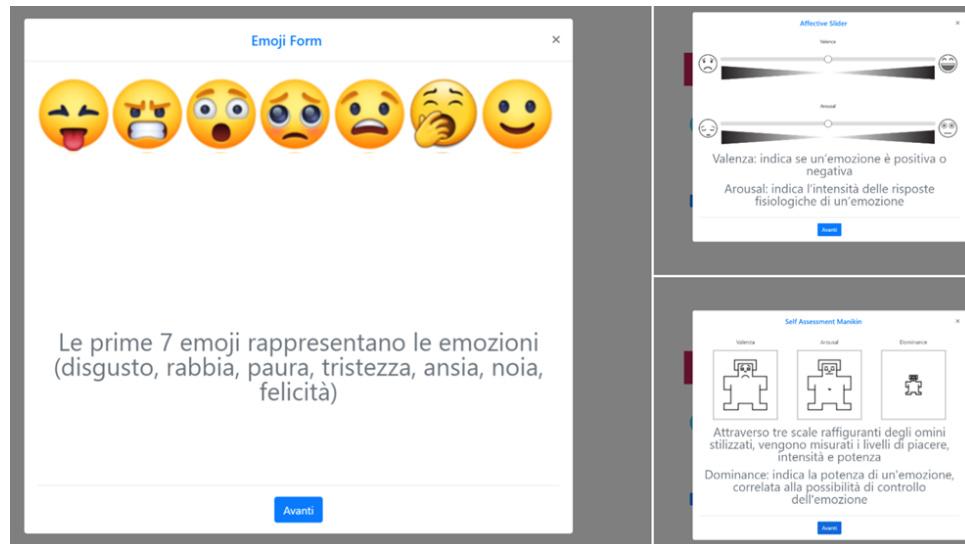 Emoji Form
×
Le prime 7 emoji rappresentano le emozioni
(disgusto, rabbia, paura, tristezza, ansia, noia,
felicità)
Avanti
Affective Slider
×
Valence
Arousal
Valenza: indica se un'emozione è positiva o
negativa
Arousal: indica l'intensità delle risposte
fisiologiche di un'emozione
Avanti
Self Assessment Manikin
×
Valenza Arousal Dominance
Attraverso tre scale raffiguranti degli omini
stilizzati, vengono misurati i livelli di piacere,
intensità e potenza
Dominance: indica la potenza di un'emozione,
correlata alla possibilità di controllo
dell'emozione
Avanti